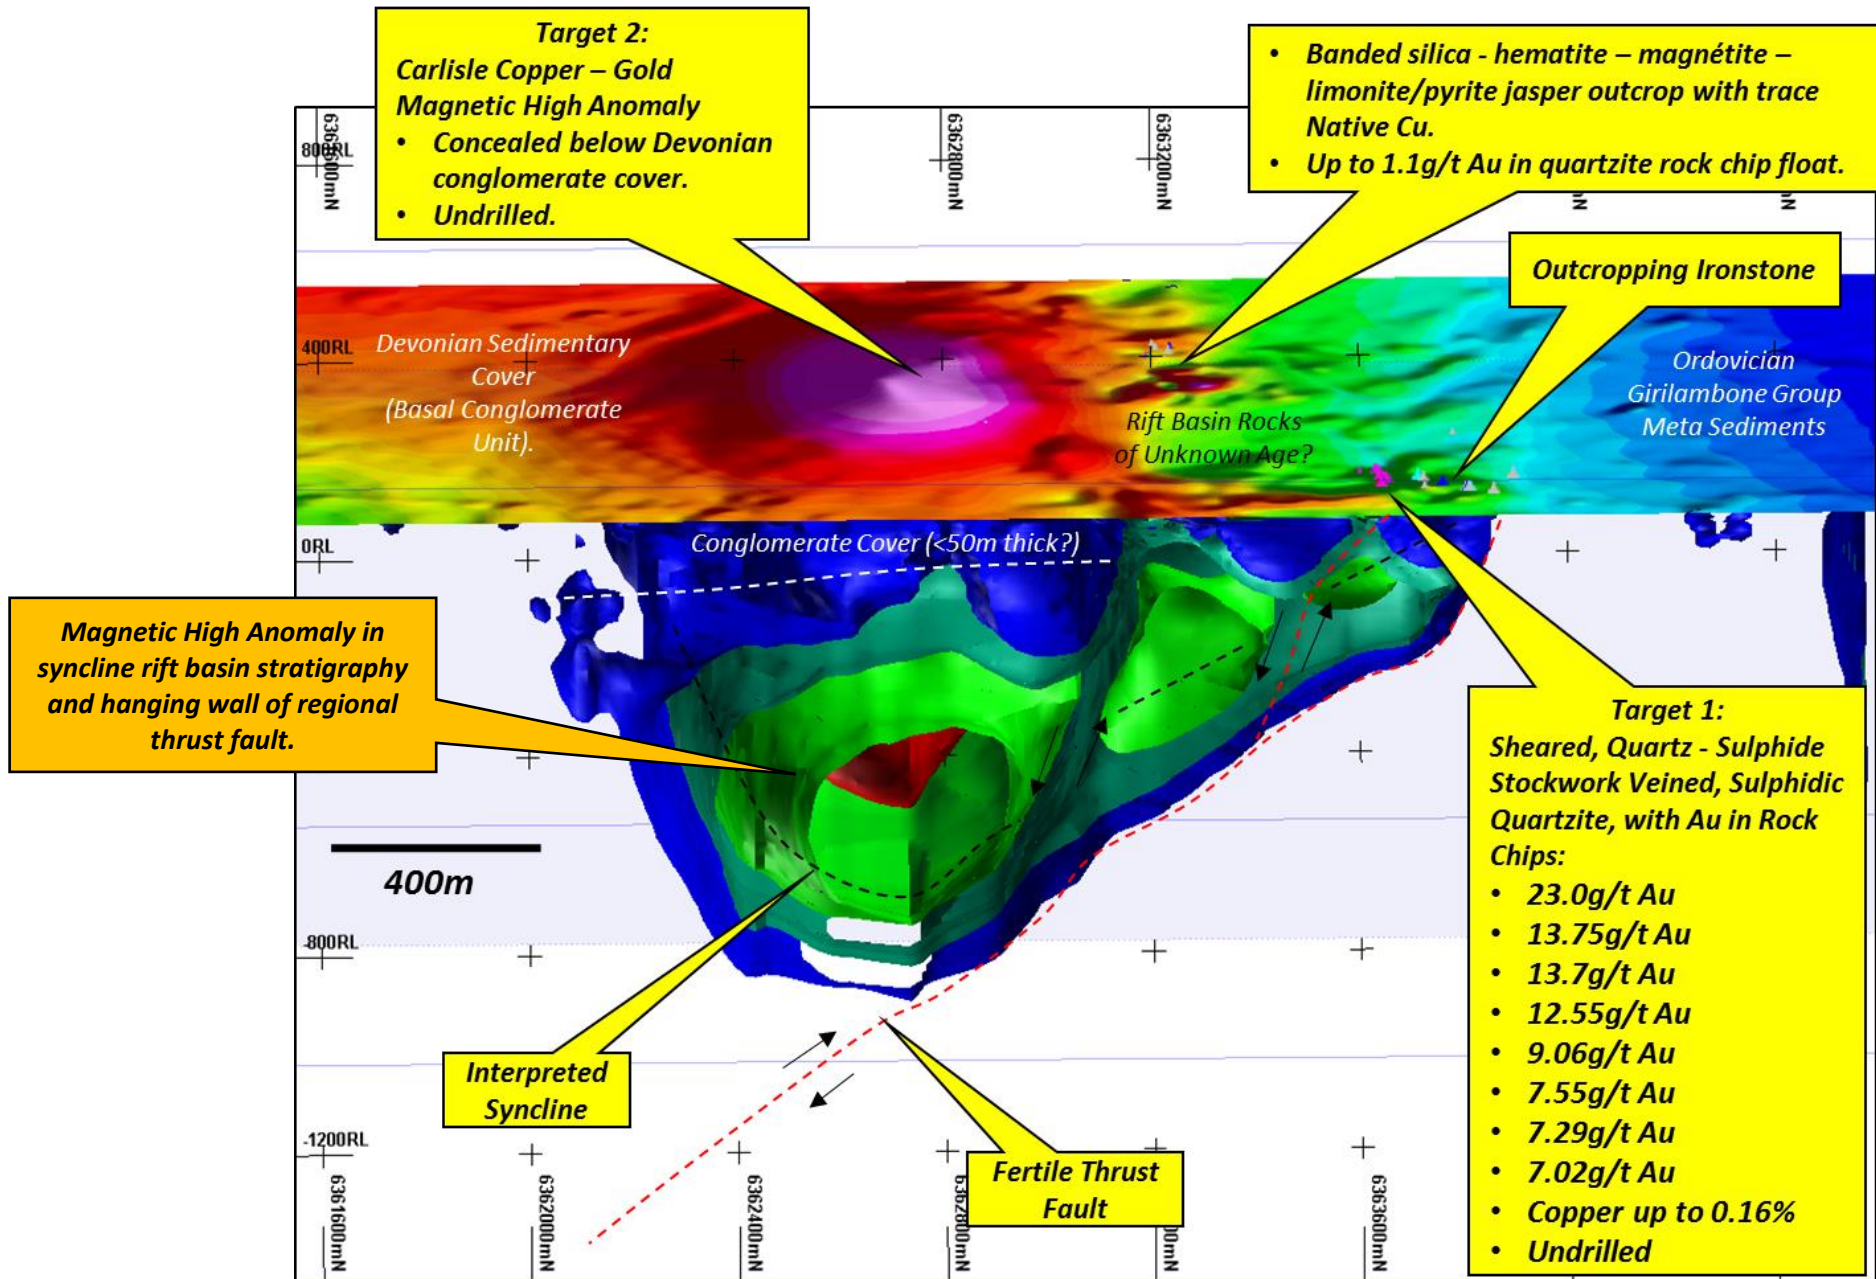 Target 2:
Carlisle Copper – Gold
Magnetic High Anomaly
• Concealed below Devonian
conglomerate cover.
• Undrilled.
• Banded silica - hematite – magnétite –
limonite/pyrite jasper outcrop with trace
Native Cu.
• Up to 1.1g/t Au in quartzite rock chip float.
Outcropping Ironstone
800RL
6362800mN
6363200mN
400RL
Devonian Sedimentary
Cover
(Basal Conglomerate
Unit).
Rift Basin Rocks
of Unknown Age?
Ordovician
Girilambone Group
Meta Sediments
0RL
Conglomerate Cover (<50m thick?)
Magnetic High Anomaly in
syncline rift basin stratigraphy
and hanging wall of regional
thrust fault.
400m
-800RL
Interpreted
Syncline
-1200RL
Fertile Thrust
Fault
Target 1:
Sheared, Quartz - Sulphide
Stockwork Veined, Sulphidic
Quartzite, with Au in Rock
Chips:
• 23.0g/t Au
• 13.75g/t Au
• 13.7g/t Au
• 12.55g/t Au
• 9.06g/t Au
• 7.55g/t Au
• 7.29g/t Au
• 7.02g/t Au
• Copper up to 0.16%
• Undrilled
6361600mN
6362000mN
6362400mN
6362800mN
6363600mN